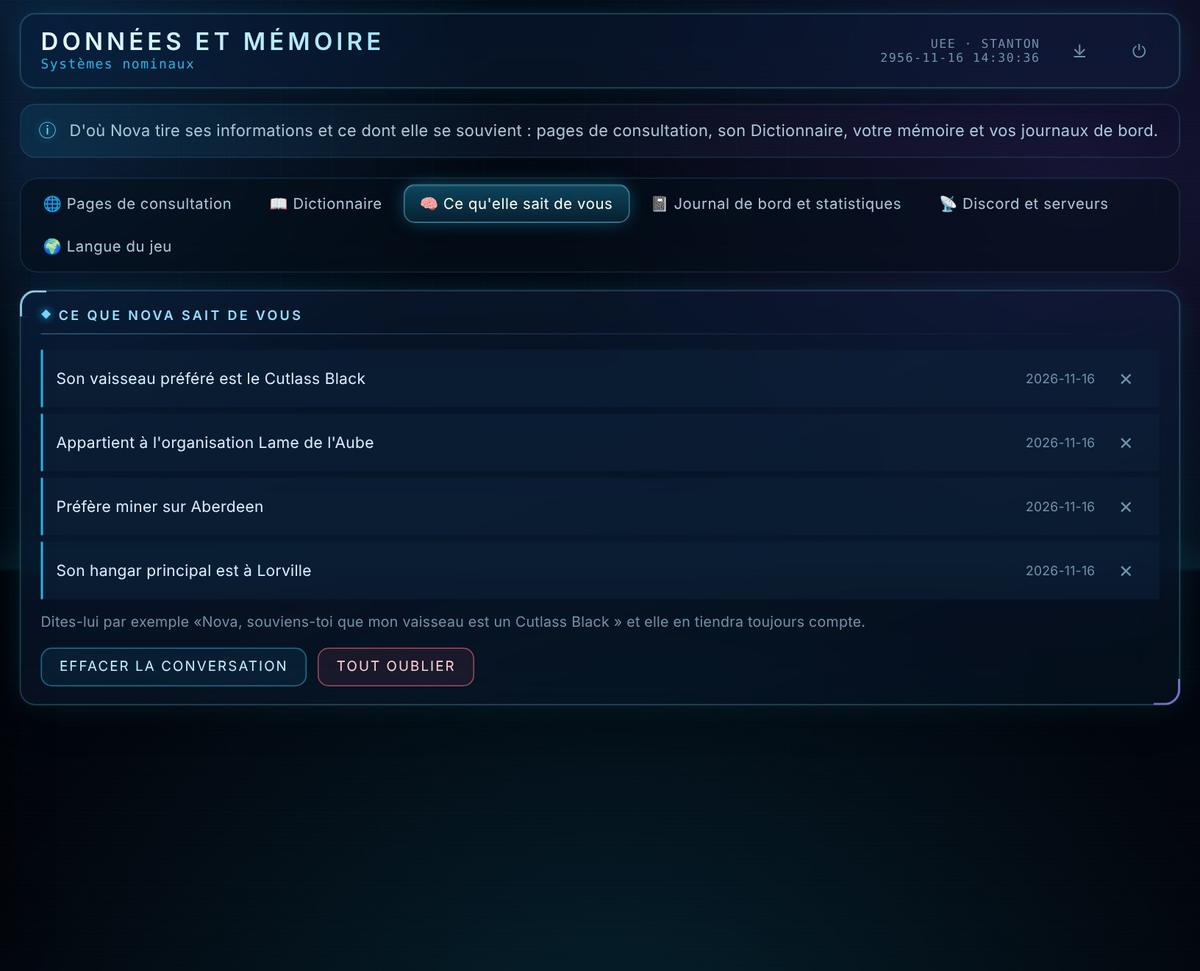 DONNÉES ET MÉMOIRE
Systèmes nominaux
UEE · STANTON
2956-11-16 14:30:36
D'où Nova tire ses informations et ce dont elle se souvient : pages de consultation, son Dictionnaire, votre mémoire et vos journaux de bord.
Pages de consultation
Dictionnaire
Ce qu'elle sait de vous
Journal de bord et statistiques
Discord et serveurs
Langue du jeu
CE QUE NOVA SAIT DE VOUS
Son vaisseau préféré est le Cutlass Black 2026-11-16
Appartient à l'organisation Lame de l'Aube 2026-11-16
Préfère miner sur Aberdeen 2026-11-16
Son hangar principal est à Lorville 2026-11-16
Dites-lui par exemple «Nova, souviens-toi que mon vaisseau est un Cutlass Black » et elle en tiendra toujours compte.
EFFACER LA CONVERSATION
TOUT OUBLIER